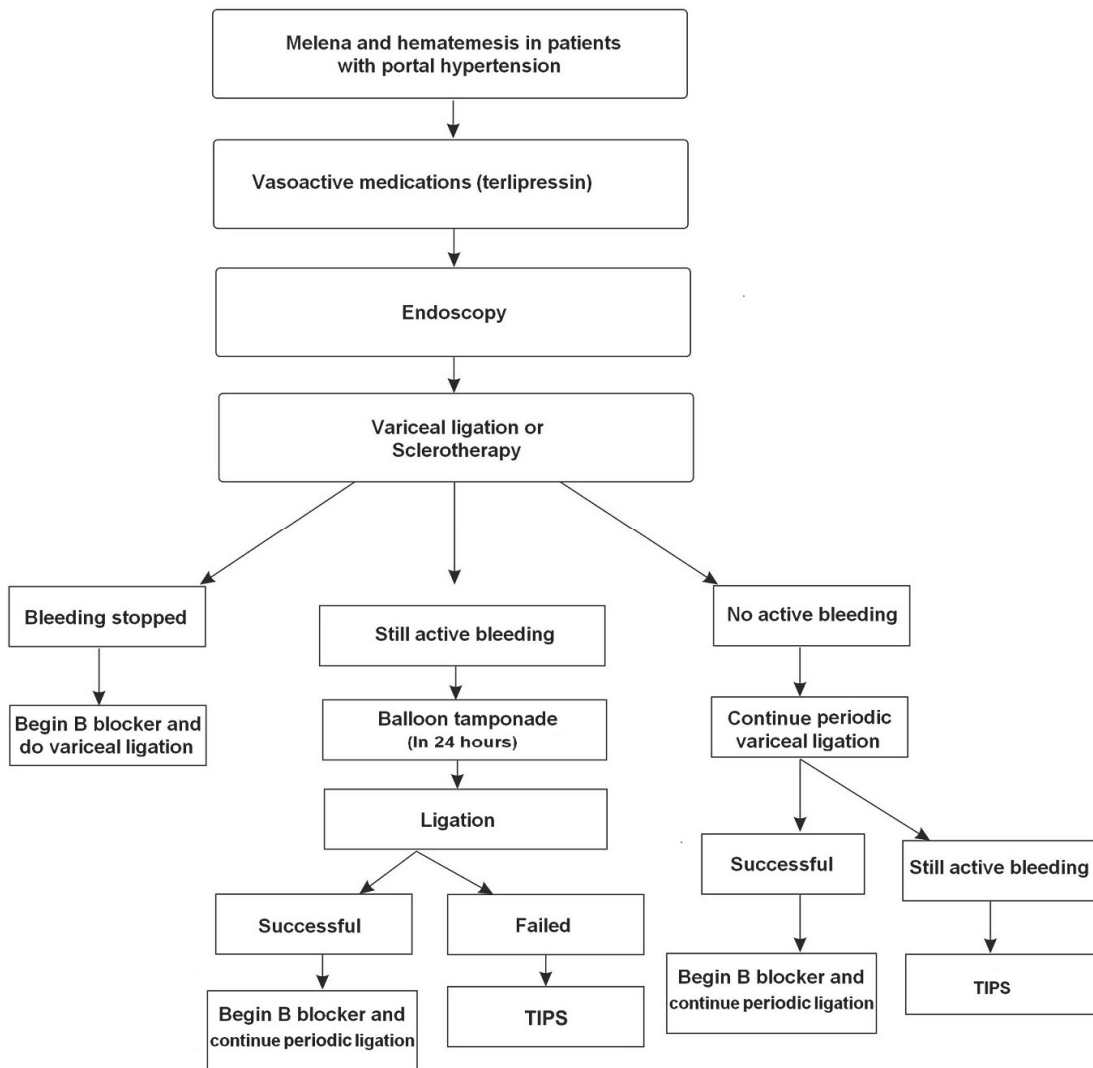 Melena and hematemesis in patients
with portal hypertension
Vasoactive medications (terlipressin)
Endoscopy
Variceal ligation or
Sclerotherapy
Bleeding stopped
Begin B blocker and
do variceal ligation
Still active bleeding
Balloon tamponade
(In 24 hours)
Ligation
Successful
Begin B blocker and
continue periodic ligation
Failed
TIPS
No active bleeding
Continue periodic
variceal ligation
Successful
Begin B blocker and
continue periodic ligation
Still active bleeding
TIPS